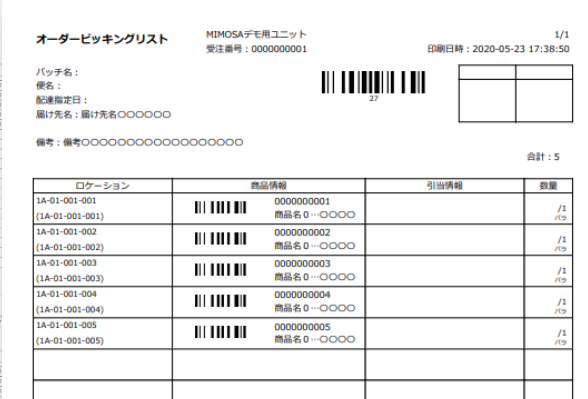 オーダーピッキングリスト
MIMOSAデモ用ユニット
受注番号：0000000001
1/1
印刷日時：2020-05-23 17:38:50
バッチ名：
便名：
配達指定日：
届け先名：届け先名〇〇〇〇〇〇
27
備考：備考〇〇〇〇〇〇〇〇〇〇〇〇〇〇〇〇〇〇
合計：5
ロケーション 商品情報 引当情報 数量
1A-01-001-001 0000000001
(1A-01-001-001) 商品名０…〇〇〇〇 /1
バラ
1A-01-001-002 0000000002
(1A-01-001-002) 商品名０…〇〇〇〇 /1
バラ
1A-01-001-003 0000000003
(1A-01-001-003) 商品名０…〇〇〇〇 /1
バラ
1A-01-001-004 0000000004
(1A-01-001-004) 商品名０…〇〇〇〇 /1
バラ
1A-01-001-005 0000000005
(1A-01-001-005) 商品名０…〇〇〇〇 /1
バラ